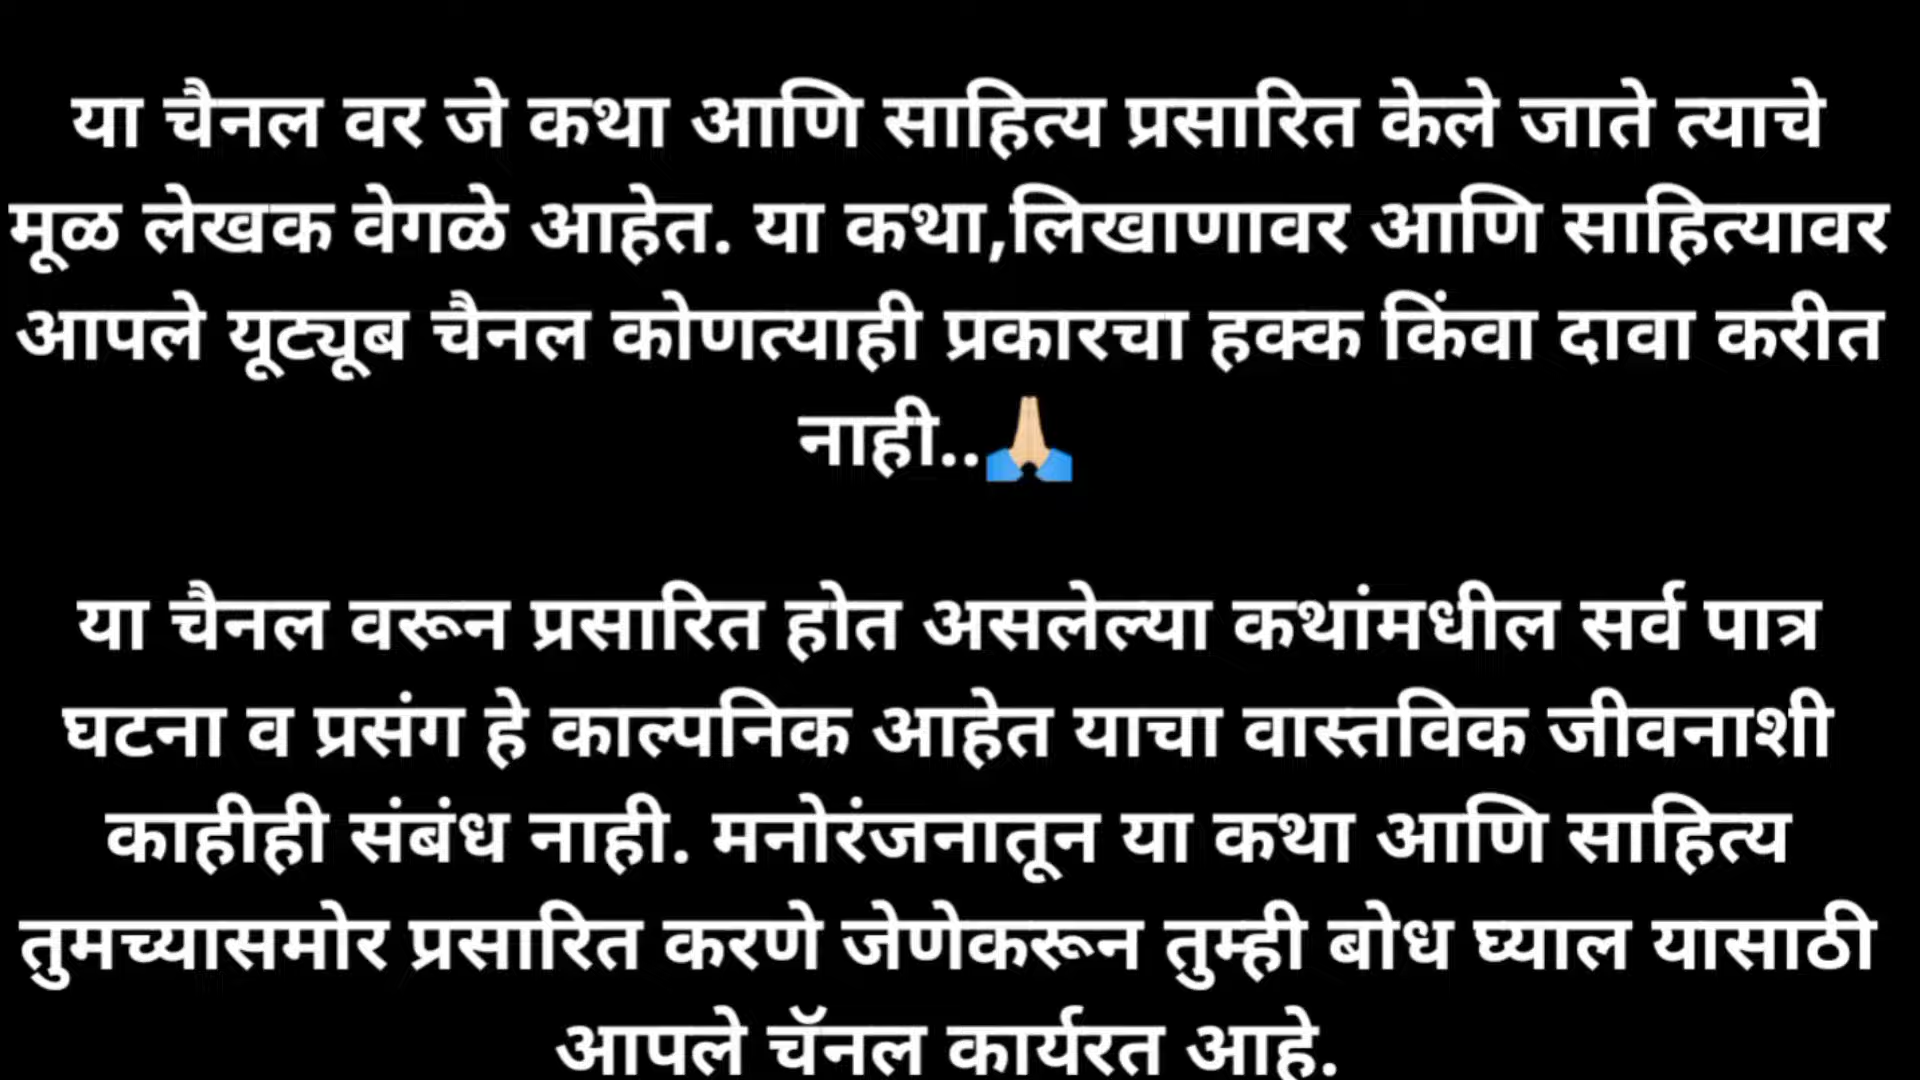 या चैनल वर जे कथा आणि साहित्य प्रसारित केले जाते त्याचे
मूळ लेखक वेगळे आहेत. या कथा,लिखाणावर आणि साहित्यावर
आपले यूट्यूब चैनल कोणत्याही प्रकारचा हक्क किंवा दावा करीत
नाही..🙏🏼
या चैनल वरून प्रसारित होत असलेल्या कथांमधील सर्व पात्र
घटना व प्रसंग हे काल्पनिक आहेत याचा वास्तविक जीवनाशी
काहीही संबंध नाही. मनोरंजनातून या कथा आणि साहित्य
तुमच्यासमोर प्रसारित करणे जेणेकरून तुम्ही बोध घ्याल यासाठी
आपले चॅनल कार्यरत आहे.